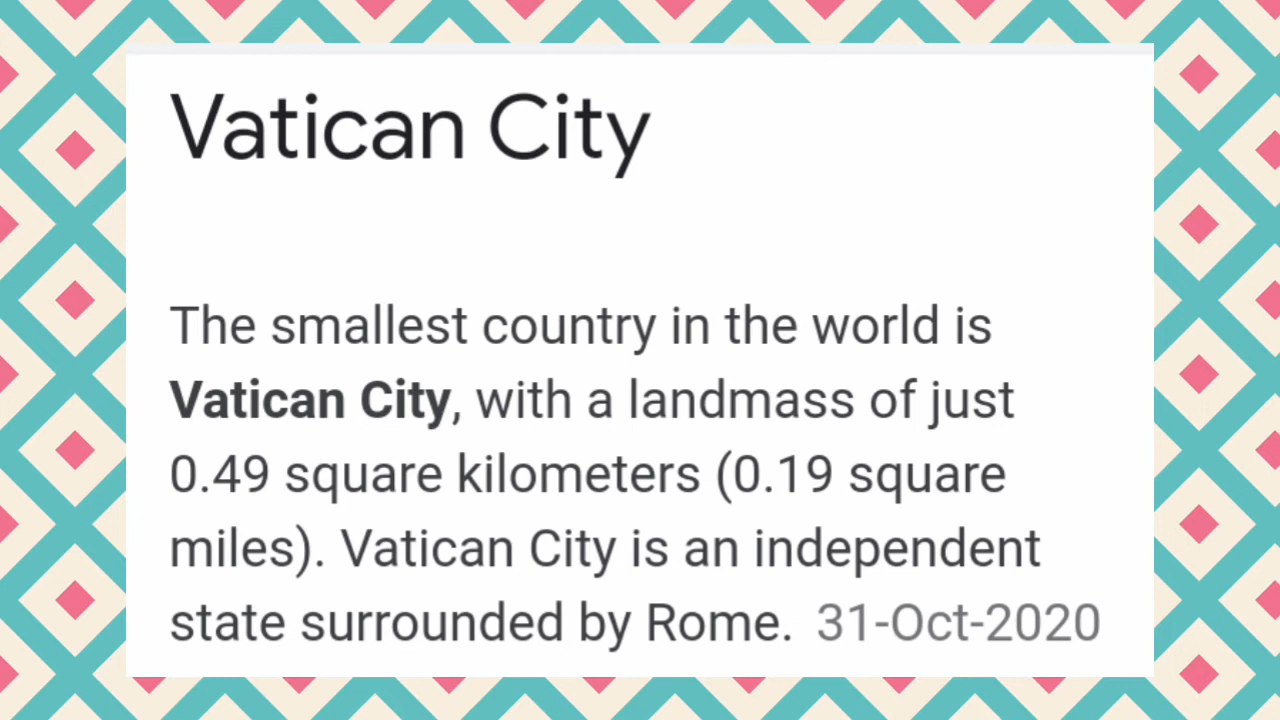 Vatican City
The smallest country in the world is
Vatican City, with a landmass of just
0.49 square kilometers (0.19 square
miles). Vatican City is an independent
state surrounded by Rome. 31-Oct-2020